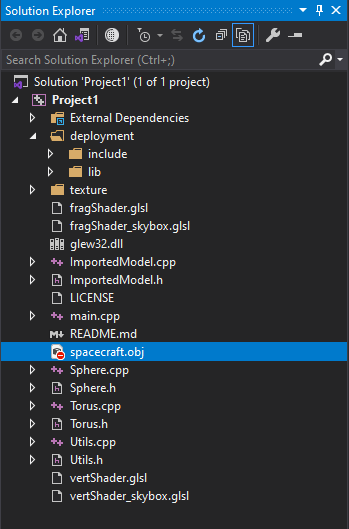 Solution Explorer
Search Solution Explorer (Ctrl+;)
Solution 'Project1' (1 of 1 project)
Project1
External Dependencies
deployment
include
lib
texture
fragShader.glsl
fragShader_skybox.glsl
glew32.dll
ImportedModel.cpp
ImportedModel.h
LICENSE
main.cpp
README.md
spacecraft.obj
Sphere.cpp
Sphere.h
Torus.cpp
Torus.h
Utils.cpp
Utils.h
vertShader.glsl
vertShader_skybox.glsl